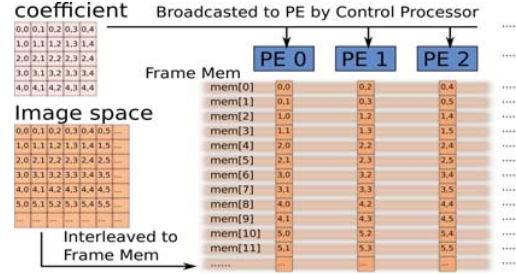 coefficient
Broadcasted to PE by Control Processor
0,0 0,1 0,2 0,3 0,4
1,0 1,1 1,2 1,3 1,4
2,0 2,1 2,2 2,3 2,4
3,0 3,1 3,2 3,3 3,4
4,0 4,1 4,2 4,3 4,4
PE 0 PE 1 PE 2 ....
Frame Mem
Image space
0,0 0,1 0,2 0,3 0,4 0,5 ...
1,0 1,1 1,2 1,3 1,4 1,5 ...
2,0 2,1 2,2 2,3 2,4 2,5 ...
3,0 3,1 3,2 3,3 3,4 3,5 ...
4,0 4,1 4,2 4,3 4,4 4,5 ...
5,0 5,1 5,2 5,3 5,4 5,5 ...
... ... ... ... ... ... ...
Interleaved to
Frame Mem
mem[0] 0,0 0,2 0,4 ....
mem[1] 0,1 0,3 0,5 ....
mem[2] 1,0 1,2 1,4 ....
mem[3] 1,1 1,3 1,5 ....
mem[4] 2,0 2,2 2,4 ....
mem[5] 2,1 2,3 2,5 ....
mem[6] 3,0 3,2 3,4 ....
mem[7] 3,1 3,3 3,5 ....
mem[8] 4,0 4,2 4,4 ....
mem[9] 4,1 4,3 4,5 ....
mem[10] 5,0 5,2 5,4 ....
mem[11] 5,1 5,3 5,5 ....
...... ... ... ... ....